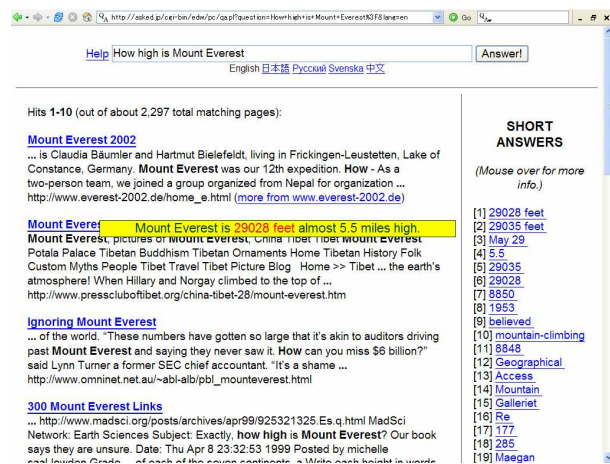 http://asked.jp/cgi-bin/edw/pc/qa.pl?question=How+high+is+Mount+Everest%3F&lang=en
Go
Help How high is Mount Everest Answer!
English 日本語 Русский Svenska 中文
Hits 1-10 (out of about 2,297 total matching pages):
Mount Everest 2002
... is Claudia Bäumler and Hartmut Bielefeldt, living in Frickingen-Leustetten, Lake of
Constance, Germany. Mount Everest was our 12th expedition. How - As a
two-person team, we joined a group organized from Nepal for organization ...
http://www.everest-2002.de/home_e.html (more from www.everest-2002.de)
Mount Everes
Mount Everest is 29028 feet almost 5.5 miles high.
Mount Everest, pictures of Mount Everest, China Tibet Tibet Mount Everest
Potala Palace Tibetan Buddhism Tibetan Ornaments Home Tibetan History Folk
Custom Myths People Tibet Travel Tibet Picture Blog Home >> Tibet ... the earth's
atmosphere! When Hillary and Norgay climbed to the top of ...
http://www.presscluboftibet.org/china-tibet-28/mount-everest.htm
Ignoring Mount Everest
... of the world. “These numbers have gotten so large that it’s akin to auditors driving
past Mount Everest and saying they never saw it. How can you miss $6 billion?”
said Lynn Turner a former SEC chief accountant. “It’s a shame ...
http://www.omninet.net.au/~abl-alb/pbl_mounteverest.html
300 Mount Everest Links
... http://www.madsci.org/posts/archives/apr99/925321325.Es.q.html MadSci
Network: Earth Sciences Subject: Exactly, how high is Mount Everest? Our book
says they are unsure. Date: Thu Apr 8 23:32:53 1999 Posted by michelle
Grade ... of each of the seven continents. a Write each height in words
SHORT
ANSWERS
(Mouse over for more
info.)
[1] 29028 feet
[2] 29035 feet
[3] May 29
[4] 5.5
[5] 29035
[6] 29028
[7] 8850
[8] 1953
[9] believed
[10] mountain-climbing
[11] 8848
[12] Geographical
[13] Access
[14] Mountain
[15] Galleriet
[16] Re
[17] 177
[18] 285
[19] Maegan